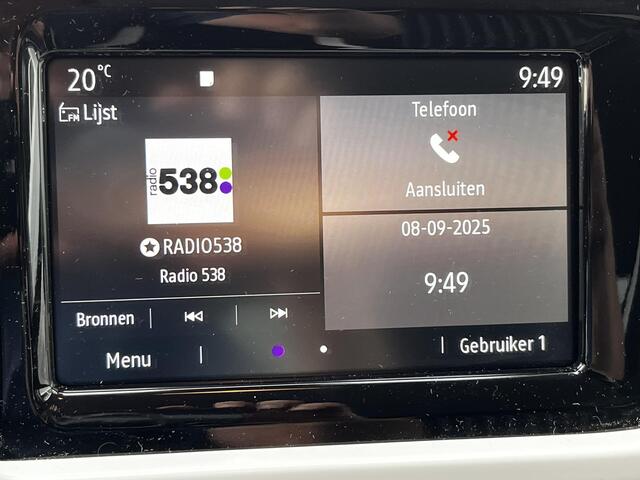 20°C
9:49
FM Lijst
radio
538
RADIO538
Radio 538
Telefoon
Aansluiten
08-09-2025
9:49
Bronnen
Menu
Gebruiker 1